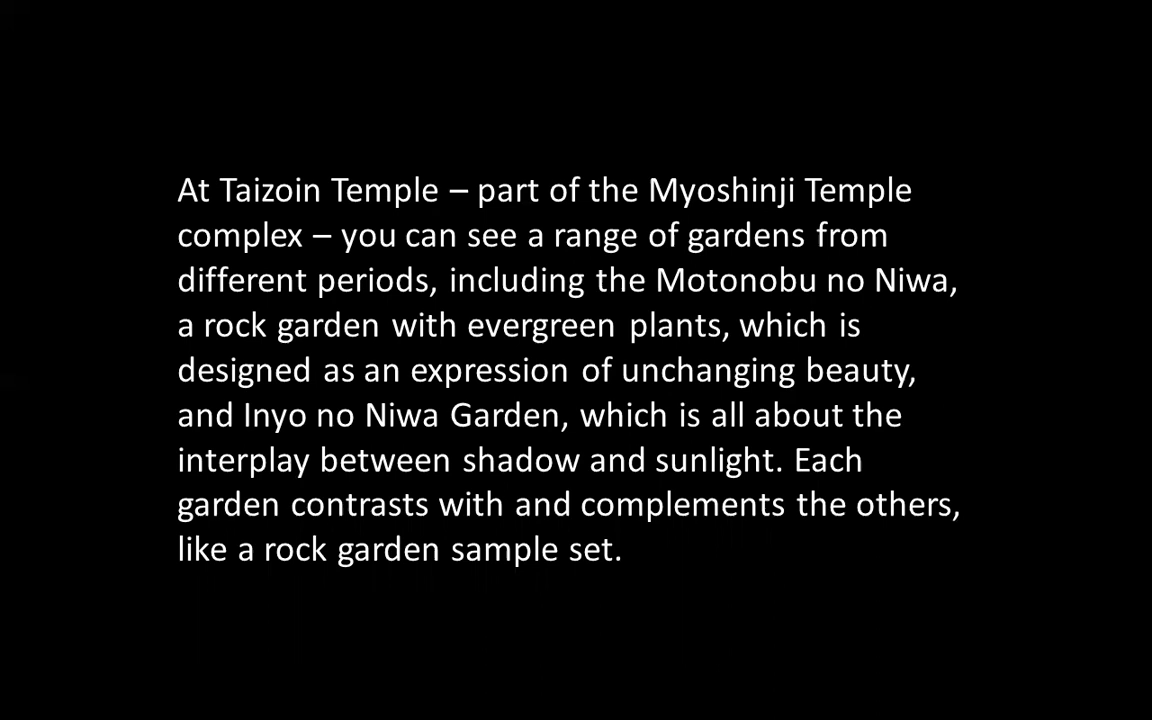 At Taizoin Temple – part of the Myoshinji Temple
complex – you can see a range of gardens from
different periods, including the Motonobu no Niwa,
a rock garden with evergreen plants, which is
designed as an expression of unchanging beauty,
and Inyo no Niwa Garden, which is all about the
interplay between shadow and sunlight. Each
garden contrasts with and complements the others,
like a rock garden sample set.